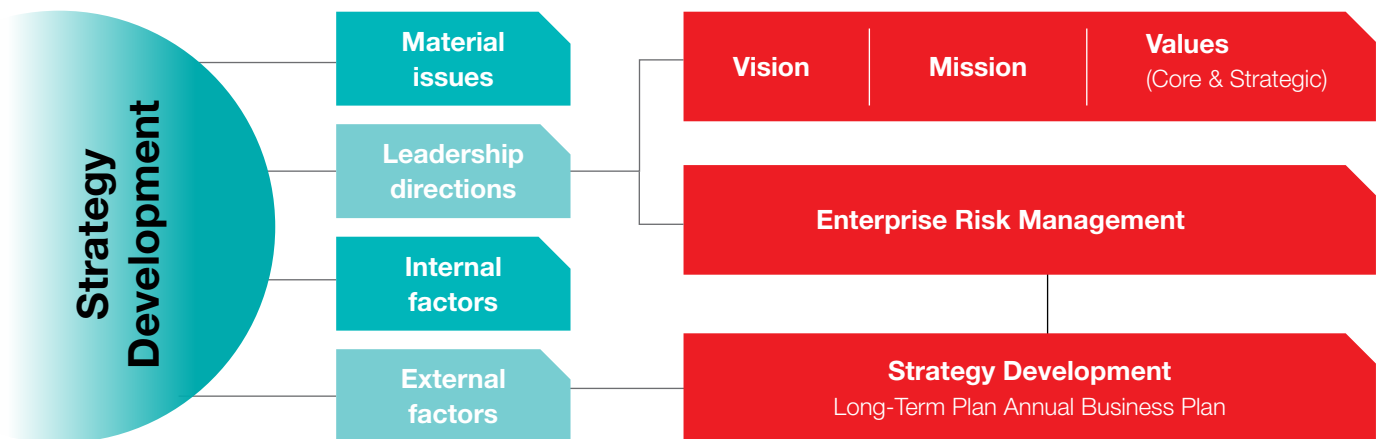 Strategy
Development
Material
issues
Leadership
directions
Internal
factors
External
factors
Vision
Mission
Values
(Core & Strategic)
Enterprise Risk Management
Strategy Development
Long-Term Plan Annual Business Plan